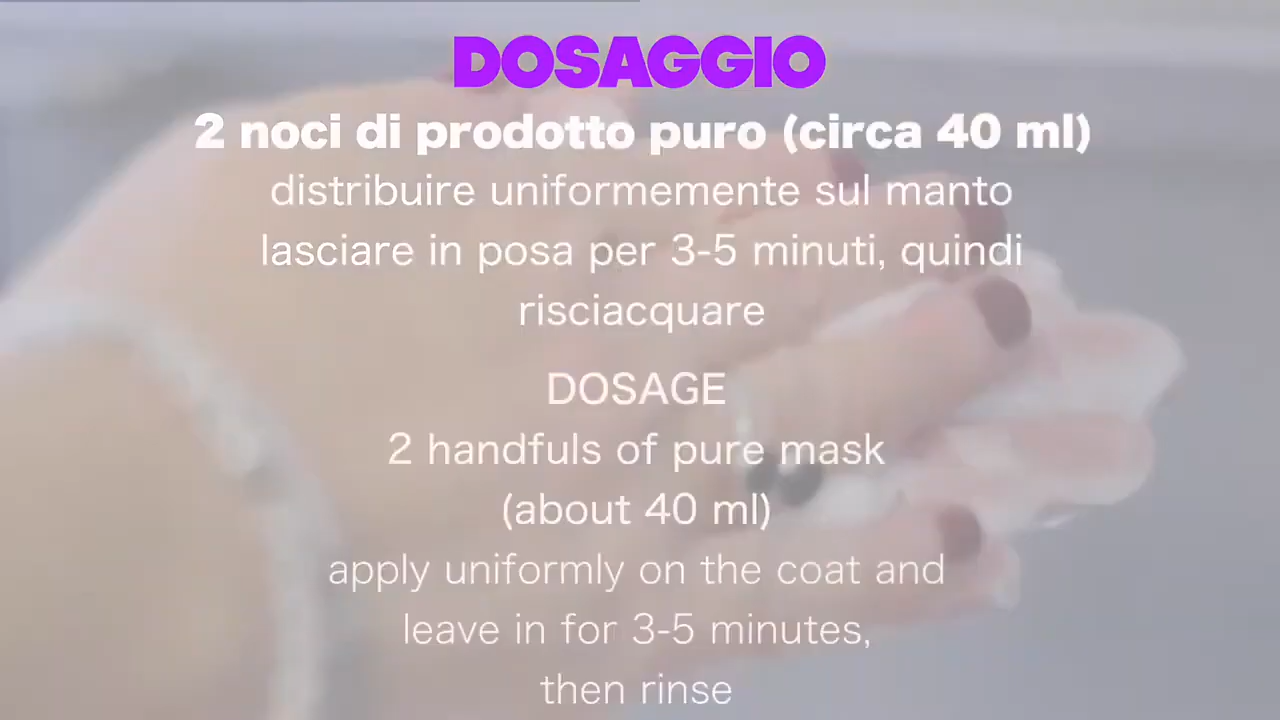 DOSAGGIO
2 noci di prodotto puro (circa 40 ml)
distribuire uniformemente sul manto
lasciare in posa per 3-5 minuti, quindi
risciacquare
DOSAGE
2 handfuls of pure mask
(about 40 ml)
apply uniformly on the coat and
leave in for 3-5 minutes,
then rinse